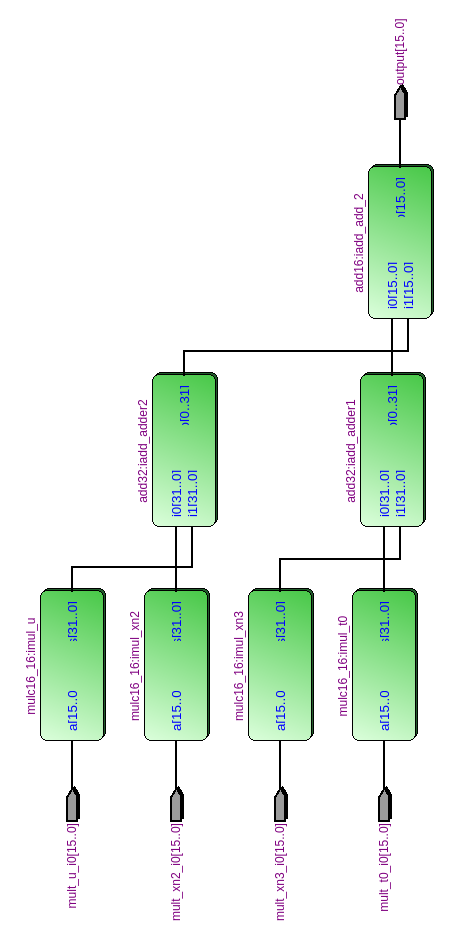 mulc16_16:imul_u
mult_u_i0[15..0]
a[15..0
s[31..0]
mulc16_16:imul_xn2
add32:iadd_adder2
mult_xn2_i0[15..0]
a[15..0
s[31..0]
i0[31..0]
o[0..31]
i1[31..0]
mulc16_16:imul_xn3
mult_xn3_i0[15..0]
a[15..0
s[31..0]
mulc16_16:imul_t0
add32:iadd_adder1
add16:iadd_add_2
mult_t0_i0[15..0]
a[15..0
s[31..0]
i0[31..0]
o[0..31]
i1[31..0]
i0[15..0]
o[15..0]
i1[15..0]
output[15..0]